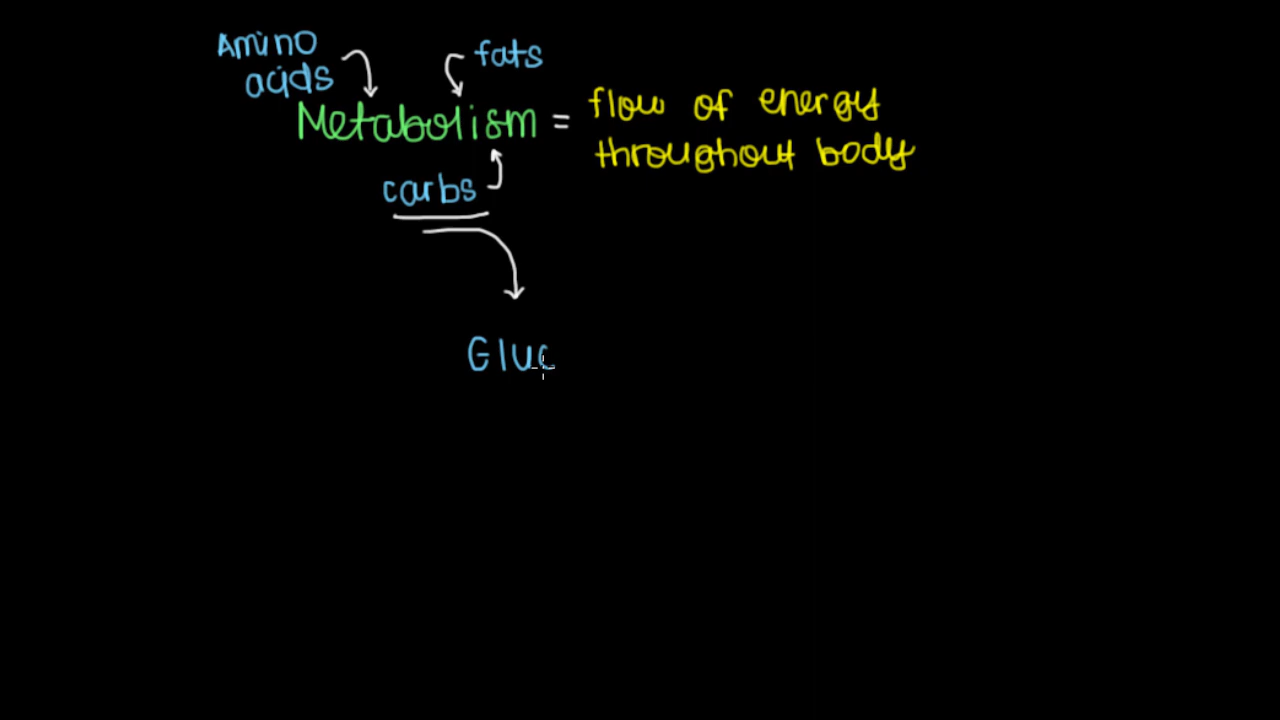 Amino
acids
fats
Metabolism =
flow of energy
throughout body
carbs
Gluc